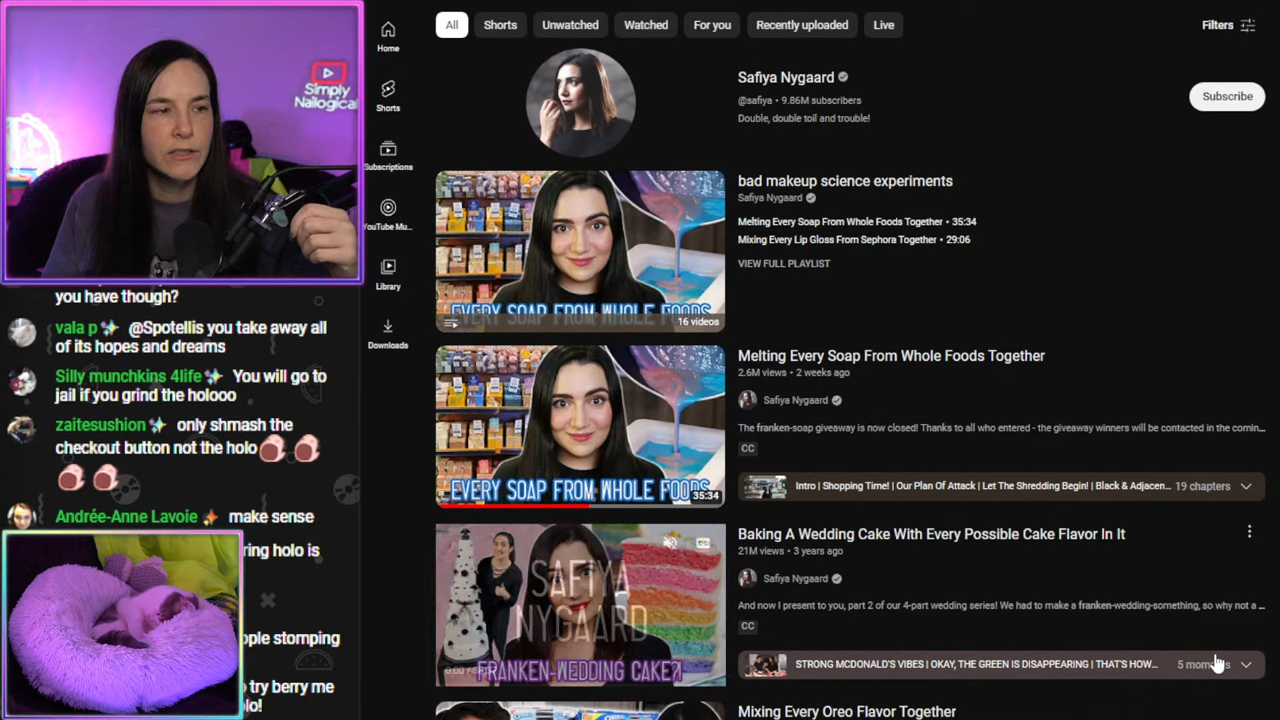 Simply
Nailogical
you have though?
vala p @Spotellis you take away all
of its hopes and dreams
Silly munchkins 4life You will go to
jail if you grind the holooo
zaitesushion only shmash the
checkout button not the holo
Andrée-Anne Lavoie make sense
ring holo is
ople stomping
to try berry me
olo!
Home
Shorts
Subscriptions
YouTube Mu...
Library
Downloads
All
Shorts
Unwatched
Watched
For you
Recently uploaded
Live
Filters
Safiya Nygaard
@safiya • 9.86M subscribers
Double, double toil and trouble!
Subscribe
EVERY SOAP FROM WHOLE FOODS
16 videos
bad makeup science experiments
Safiya Nygaard
Melting Every Soap From Whole Foods Together • 35:34
Mixing Every Lip Gloss From Sephora Together • 29:06
VIEW FULL PLAYLIST
EVERY SOAP FROM WHOLE FOODS
35:34
Melting Every Soap From Whole Foods Together
2.6M views • 2 weeks ago
Safiya Nygaard
The franken-soap giveaway is now closed! Thanks to all who entered - the giveaway winners will be contacted in the comin...
CC
Intro | Shopping Time! | Our Plan Of Attack | Let The Shredding Begin! | Black & Adjacen...
19 chapters
SAFIYA
NYGAARD
FRANKEN-WEDDING CAKE?!
Baking A Wedding Cake With Every Possible Cake Flavor In It
21M views • 3 years ago
Safiya Nygaard
And now I present to you, part 2 of our 4-part wedding series! We had to make a franken-wedding-something, so why not a ...
CC
STRONG MCDONALD'S VIBES | OKAY, THE GREEN IS DISAPPEARING | THAT'S HOW...
5 mom
Mixing Every Oreo Flavor Together